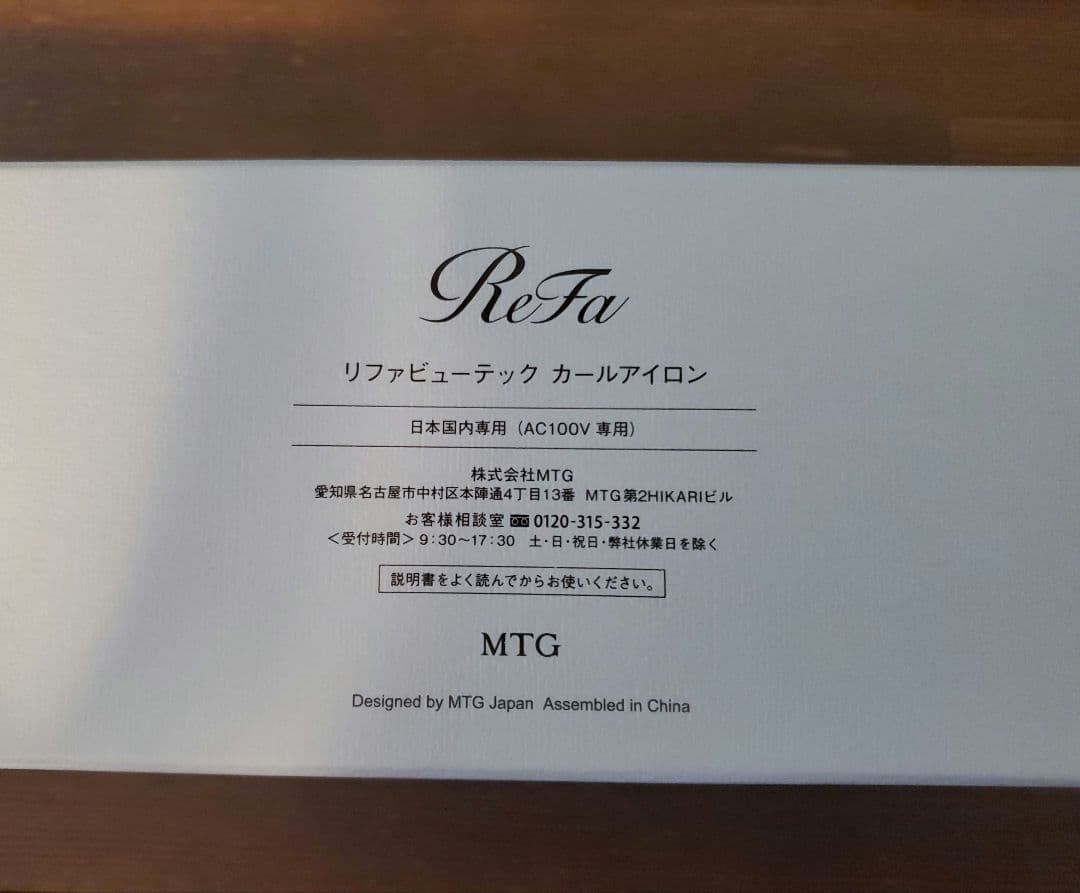 ReFa
リファビューテック カールアイロン
日本国内専用（AC100V 専用）
株式会社MTG
愛知県名古屋市中村区本陣通4丁目13番 MTG第2HIKARIビル
お客様相談室 0120-315-332
＜受付時間＞9：30〜17：30 土・日・祝日・弊社休業日を除く
説明書をよく読んでからお使いください。
MTG
Designed by MTG Japan Assembled in China